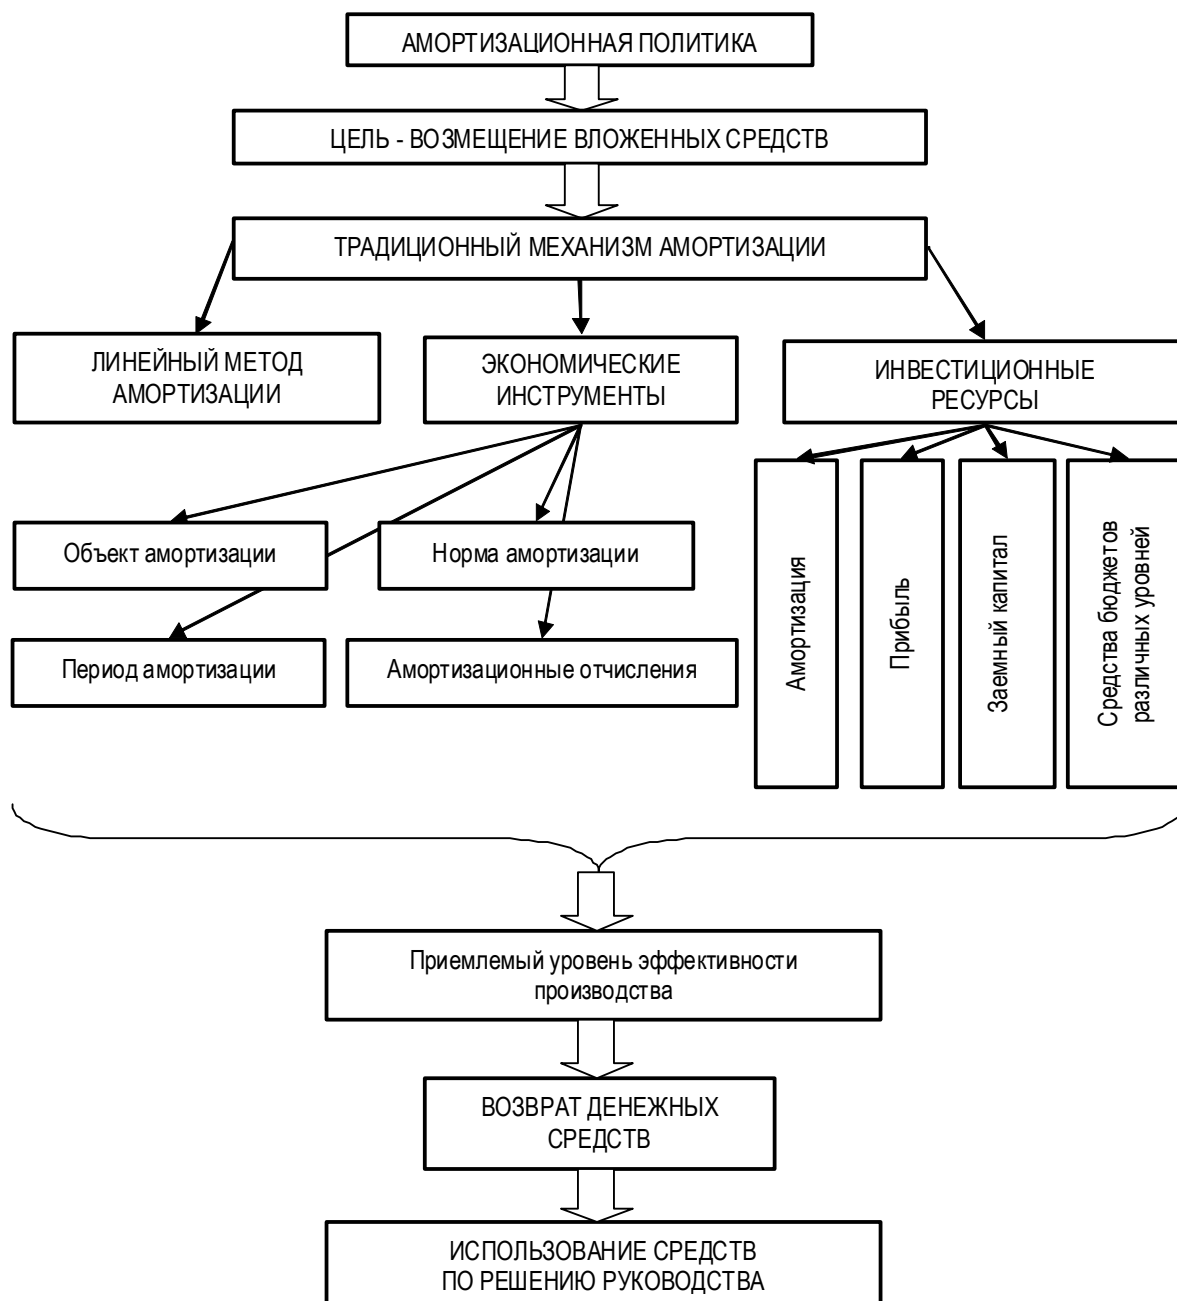 АМОРТИЗАЦИОННАЯ ПОЛИТИКА
ЦЕЛЬ - ВОЗМЕЩЕНИЕ ВЛОЖЕННЫХ СРЕДСТВ
ТРАДИЦИОННЫЙ МЕХАНИЗМ АМОРТИЗАЦИИ
ЛИНЕЙНЫЙ МЕТОД
АМОРТИЗАЦИИ
ЭКОНОМИЧЕСКИЕ
ИНСТРУМЕНТЫ
ИНВЕСТИЦИОННЫЕ
РЕСУРСЫ
Объект амортизации
Норма амортизации
Период амортизации
Амортизационные отчисления
Амортизация
Прибыль
Заемный капитал
Средства бюджетов
различных уровней
Приемлемый уровень эффективности
производства
ВОЗВРАТ ДЕНЕЖНЫХ
СРЕДСТВ
ИСПОЛЬЗОВАНИЕ СРЕДСТВ
ПО РЕШЕНИЮ РУКОВОДСТВА